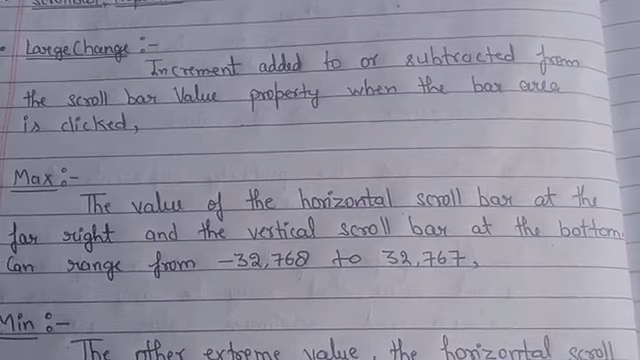 LargeChange :-
Increment added to or subtracted from
the scroll bar Value property when the bar area
is clicked,
Max :-
The value of the horizontal scroll bar at the
far right and the vertical scroll bar at the bottom.
Can range from -32,768 to 32,767,
Min :-
The other extreme value, the horizontal scroll